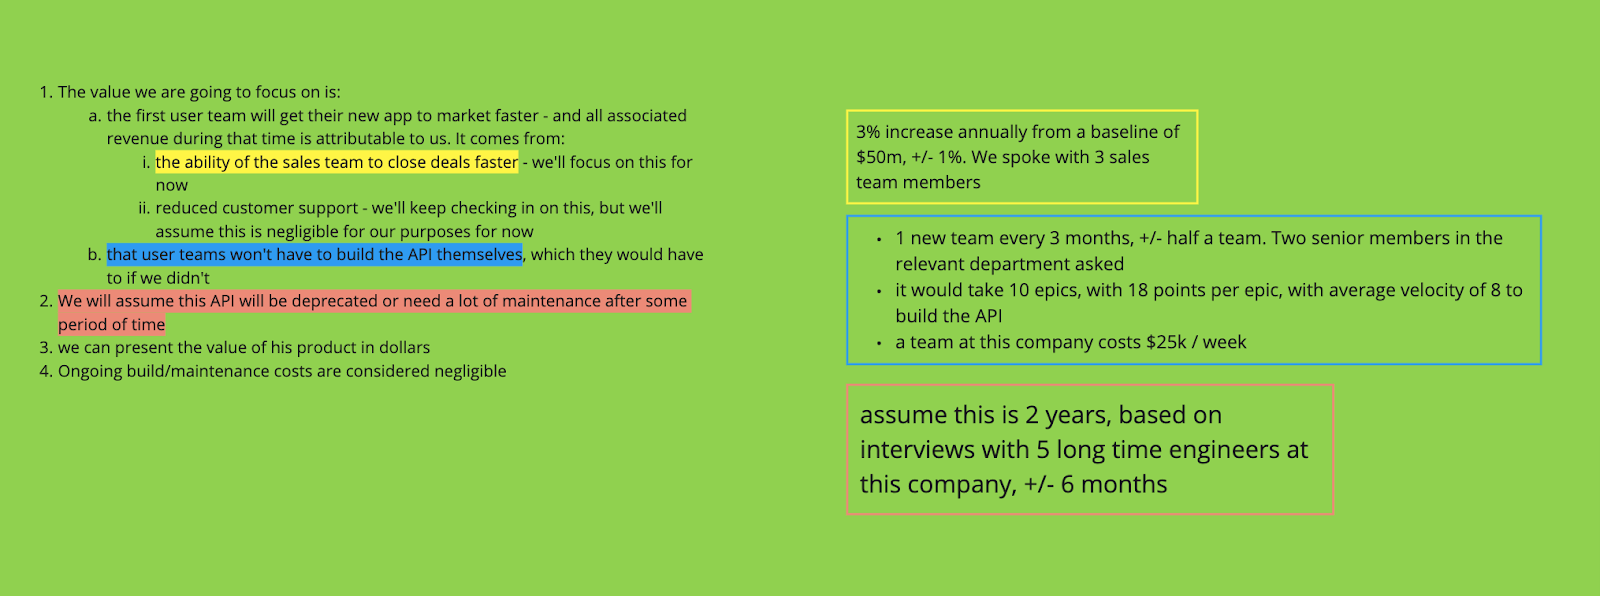 1. The value we are going to focus on is:
a. the first user team will get their new app to market faster - and all associated
revenue during that time is attributable to us. It comes from:
i. the ability of the sales team to close deals faster - we'll focus on this for
now
ii. reduced customer support - we'll keep checking in on this, but we'll
assume this is negligible for our purposes for now
b. that user teams won't have to build the API themselves, which they would have
to if we didn't
2. We will assume this API will be deprecated or need a lot of maintenance after some
period of time
3. we can present the value of his product in dollars
4. Ongoing build/maintenance costs are considered negligible
3% increase annually from a baseline of
$50m, +/- 1%. We spoke with 3 sales
team members
• 1 new team every 3 months, +/- half a team. Two senior members in the
relevant department asked
• it would take 10 epics, with 18 points per epic, with average velocity of 8 to
build the API
• a team at this company costs $25k / week
assume this is 2 years, based on
interviews with 5 long time engineers at
this company, +/- 6 months